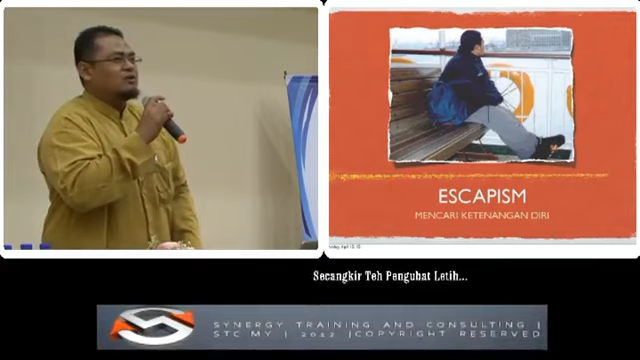 ESCAPISM
MENCARI KETENANGAN DIRI
Secangkir Teh Pengubat Letih...
SYNERGY TRAINING AND CONSULTING |
STC MY | 2012 |COPYRIGHT RESERVED